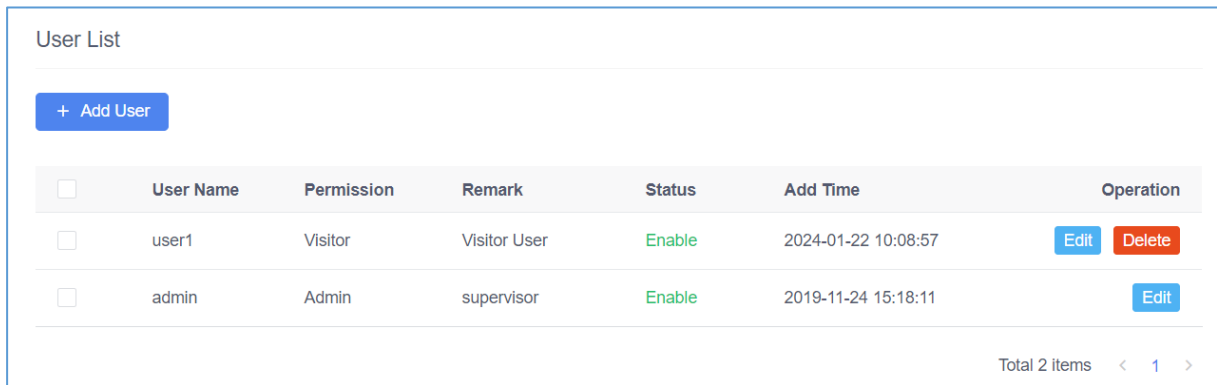 User List
+ Add User
User Name Permission Remark Status Add Time Operation
user1 Visitor Visitor User Enable 2024-01-22 10:08:57 Edit Delete
admin Admin supervisor Enable 2019-11-24 15:18:11 Edit
Total 2 items < 1 >